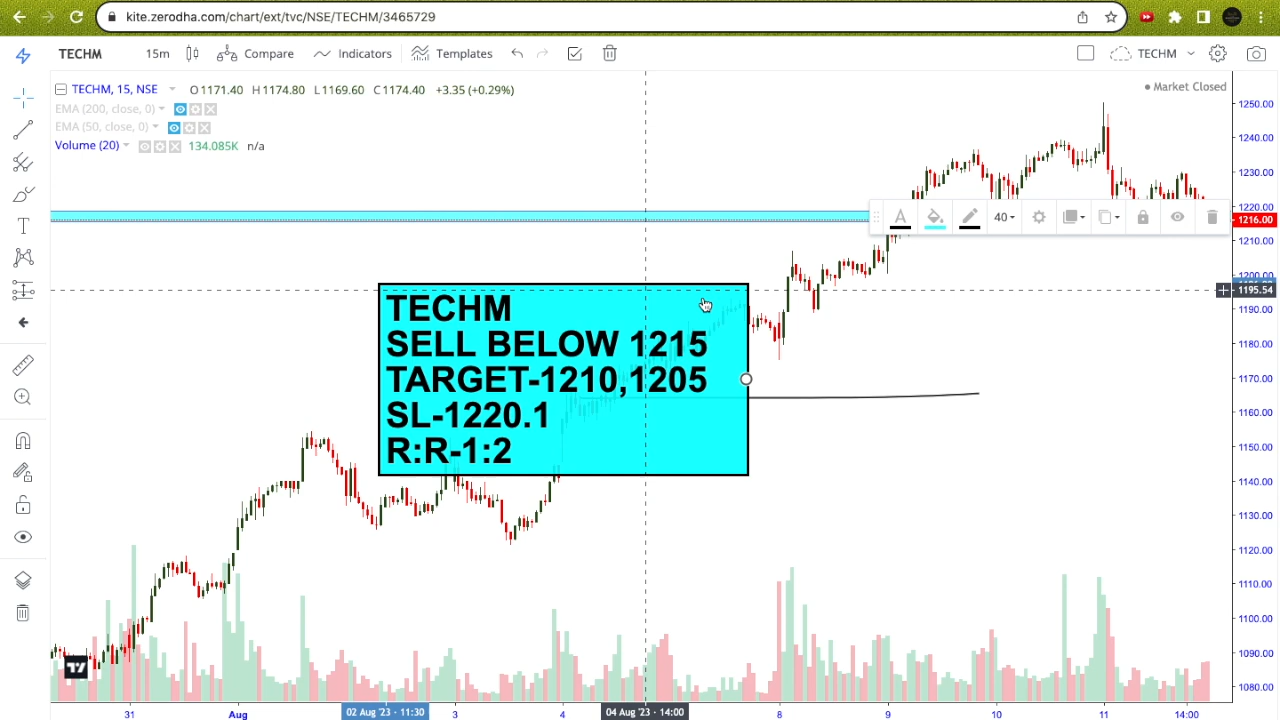 kite.zerodha.com/chart/ext/tvc/NSE/TECHM/3465729
TECHM 15m Compare Indicators Templates TECHM
TECHM, 15, NSE O1171.40 H1174.80 L1169.60 C1174.40 +3.35 (+0.29%)
Market Closed
EMA (200, close, 0)
EMA (50, close, 0)
Volume (20) 134.085K n/a
40
TECHM
SELL BELOW 1215
TARGET-1210,1205
SL-1220.1
R:R-1:2
1250.00
1240.00
1230.00
1220.00
1216.00
1210.00
1200.00
1195.54
1190.00
1180.00
1170.00
1160.00
1150.00
1140.00
1130.00
1120.00
1110.00
1100.00
1090.00
1080.00
31 Aug 02 Aug '23 - 11:30 3 4 04 Aug '23 - 14:00 8 9 10 11 14:00